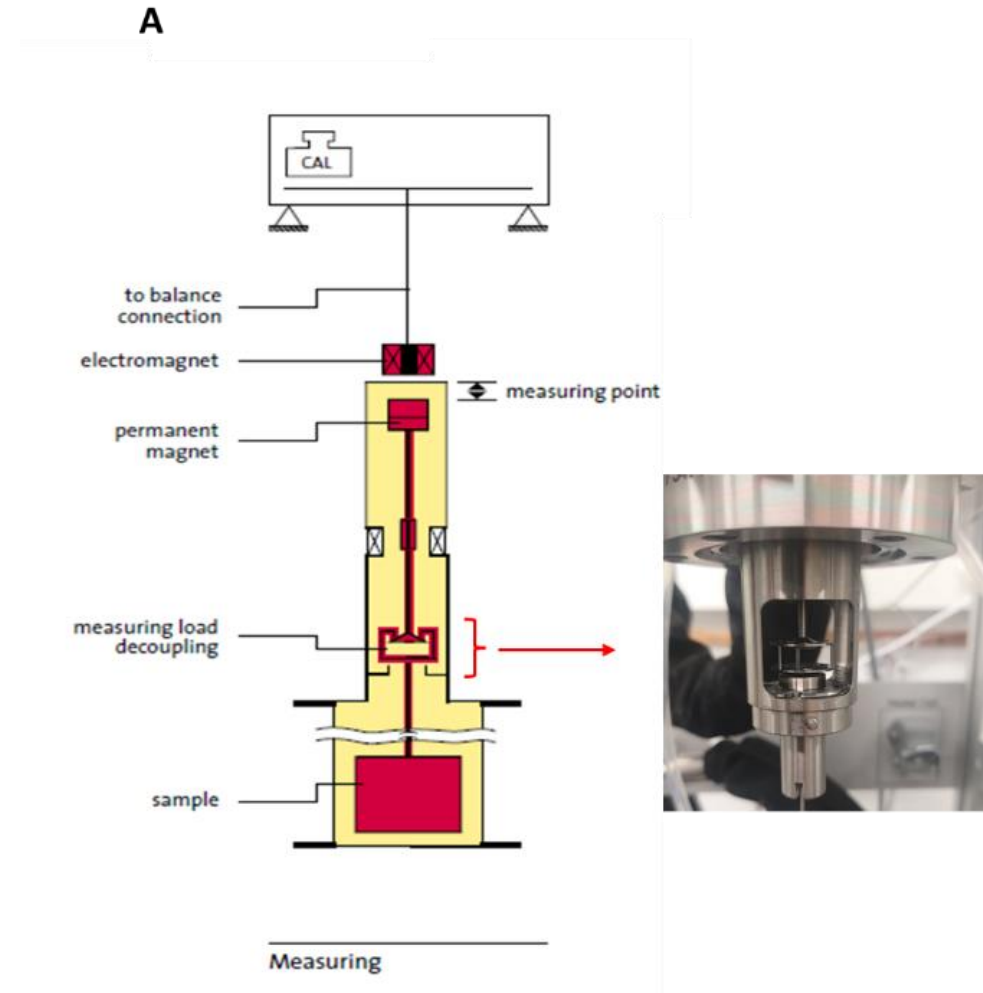 A
CAL
to balance
connection
electromagnet
measuring point
permanent
magnet
measuring load
decoupling
sample
Measuring